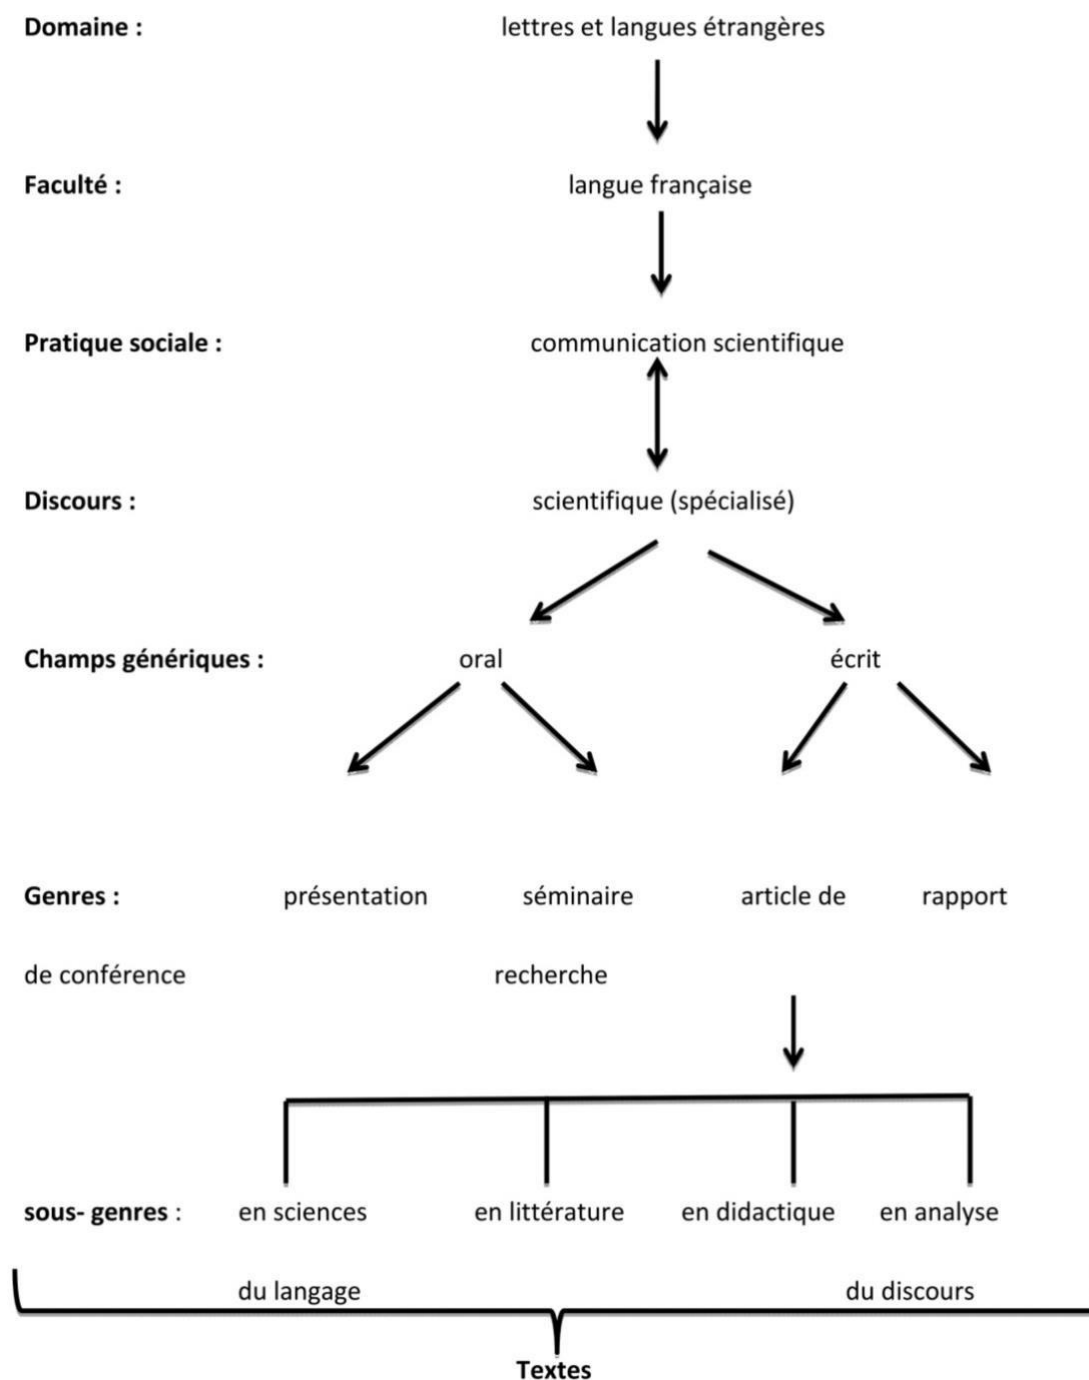 Domaine : lettres et langues étrangères
Faculté : langue française
Pratique sociale : communication scientifique
Discours : scientifique (spécialisé)
Champs génériques : oral écrit
Genres : présentation séminaire article de rapport
de conférence recherche
sous- genres : en sciences en littérature en didactique en analyse
du langage du discours
Textes